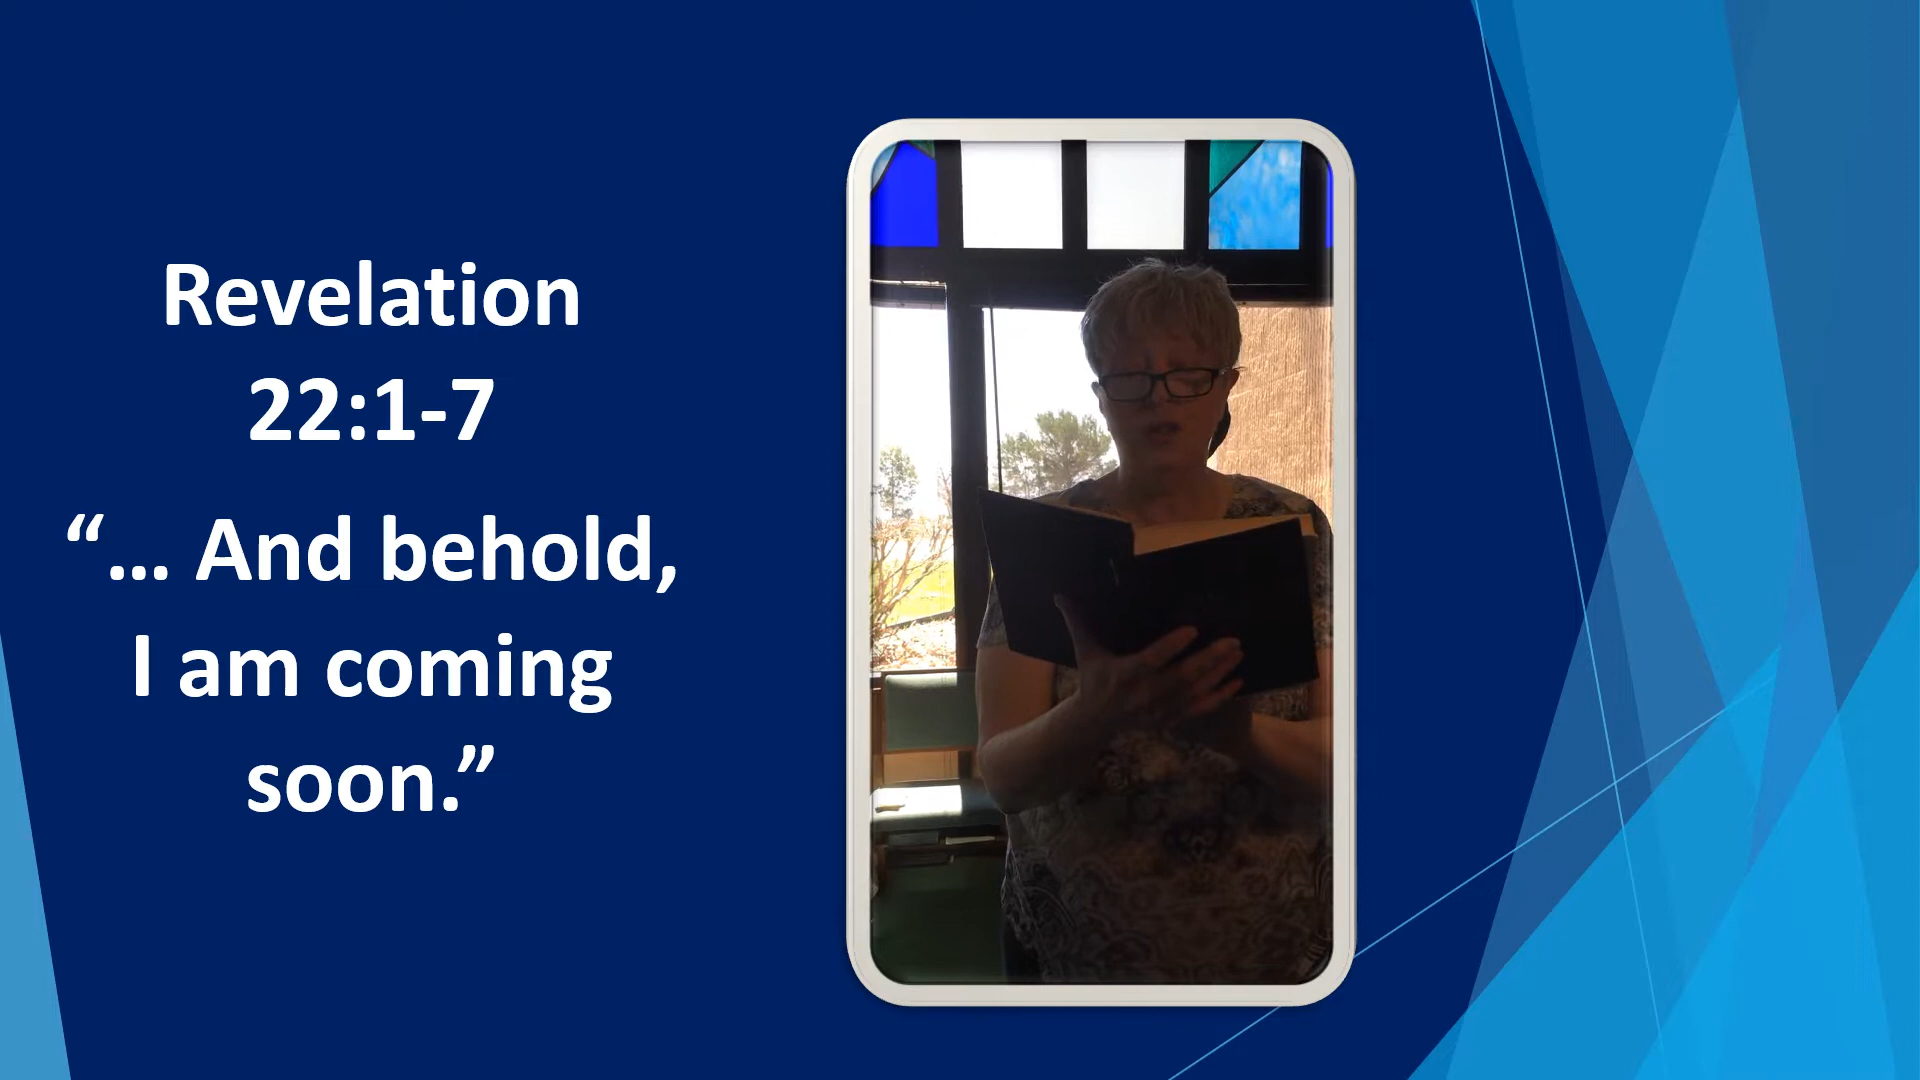 Revelation
22:1-7
“... And behold,
I am coming
soon.”